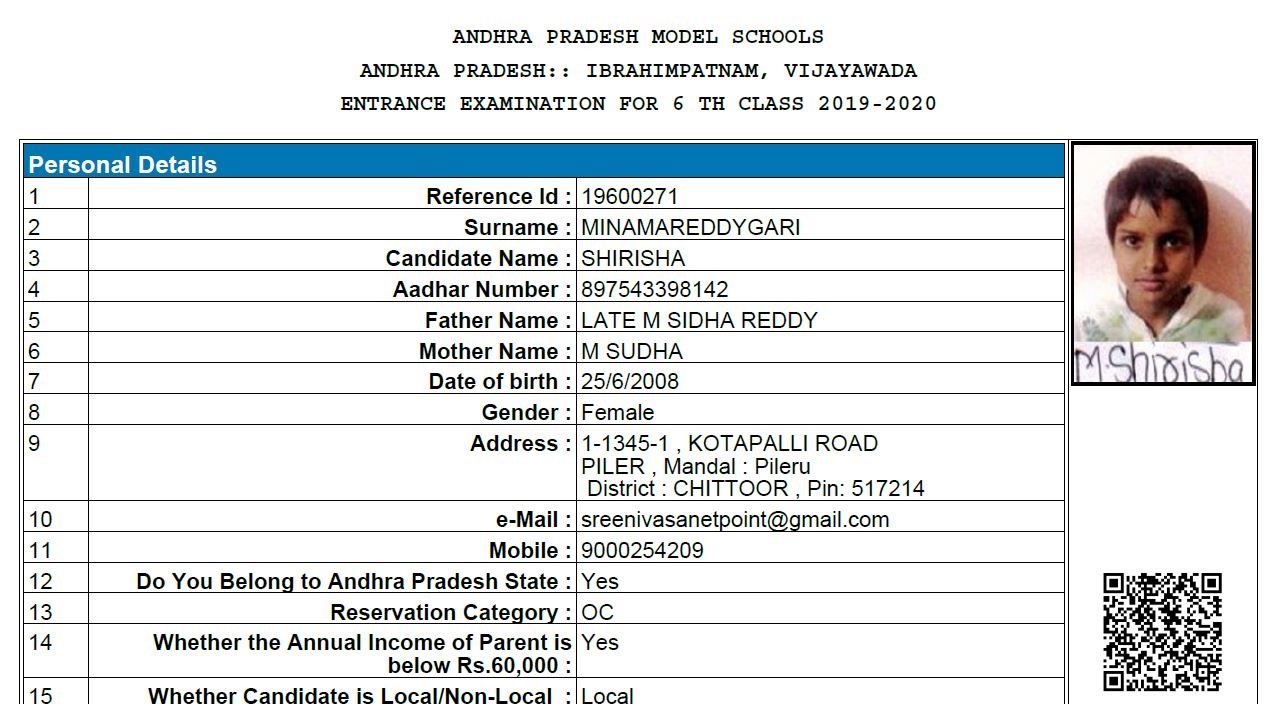 ANDHRA PRADESH MODEL SCHOOLS
ANDHRA PRADESH:: IBRAHIMPATNAM, VIJAYAWADA
ENTRANCE EXAMINATION FOR 6 TH CLASS 2019-2020
Personal Details
1 Reference Id : 19600271
2 Surname : MINAMAREDDYGARI
3 Candidate Name : SHIRISHA
4 Aadhar Number : 897543398142
5 Father Name : LATE M SIDHA REDDY
6 Mother Name : M SUDHA
7 Date of birth : 25/6/2008
8 Gender : Female
9 Address : 1-1345-1 , KOTAPALLI ROAD
PILER , Mandal : Pileru
District : CHITTOOR , Pin: 517214
10 e-Mail : sreenivasanetpoint@gmail.com
11 Mobile : 9000254209
12 Do You Belong to Andhra Pradesh State : Yes
13 Reservation Category : OC
14 Whether the Annual Income of Parent is Yes
below Rs.60,000 :
15 Whether Candidate is Local/Non-Local : Local
M.Shirisha